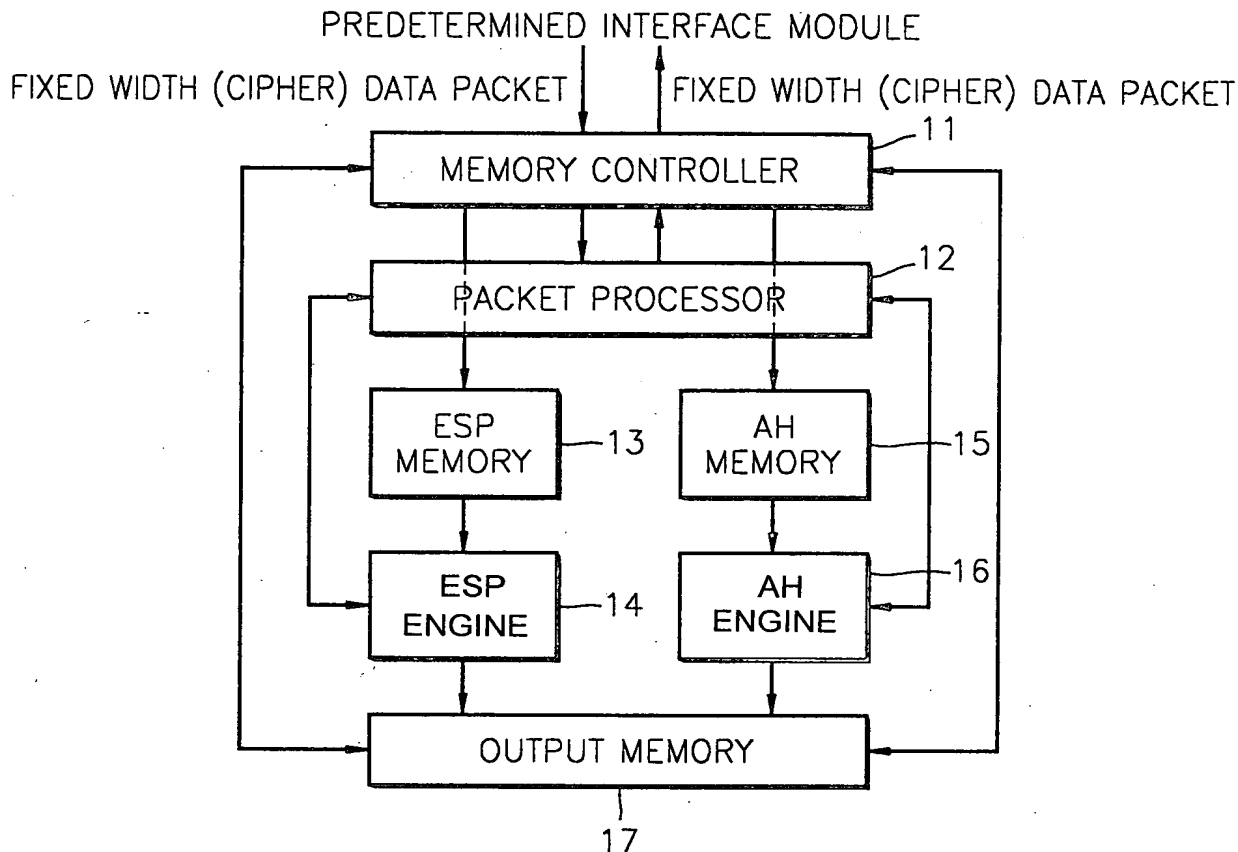 PREDETERMINED INTERFACE MODULE
FIXED WIDTH (CIPHER) DATA PACKET
FIXED WIDTH (CIPHER) DATA PACKET
11
MEMORY CONTROLLER
12
PACKET PROCESSOR
ESP
MEMORY
13
AH
MEMORY
15
ESP
ENGINE
14
AH
ENGINE
16
OUTPUT MEMORY
17